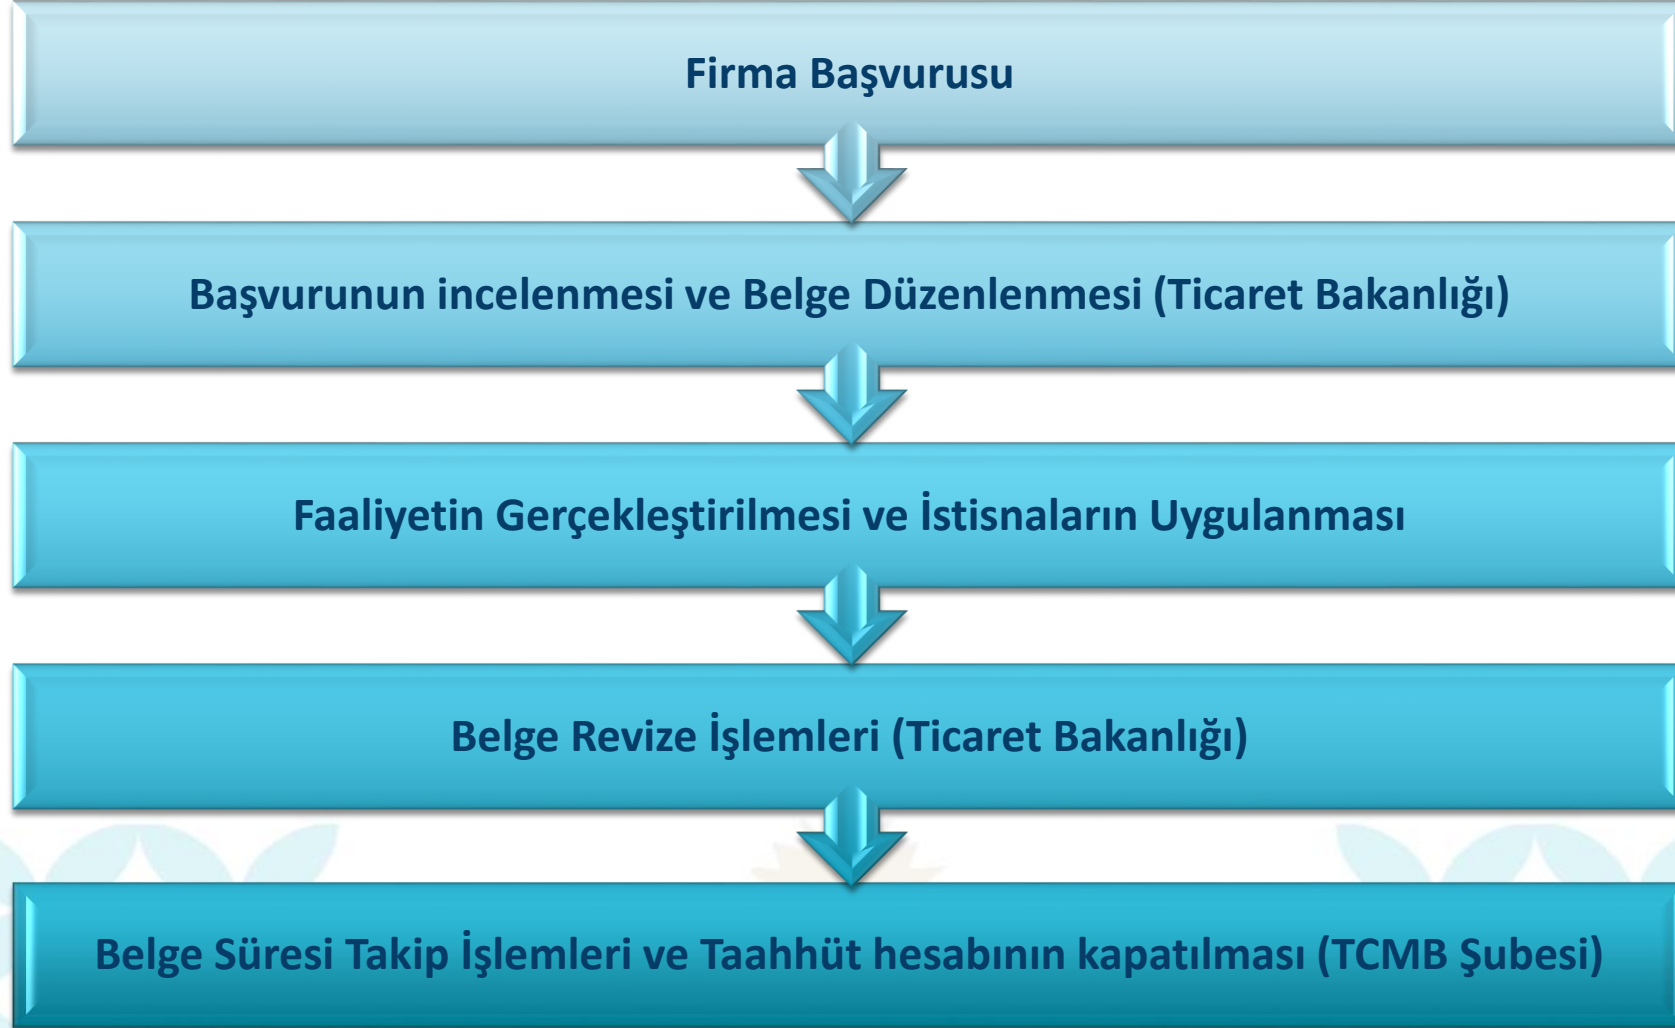 Firma Başvurusu
Başvurunun incelenmesi ve Belge Düzenlenmesi (Ticaret Bakanlığı)
Faaliyetin Gerçekleştirilmesi ve İstisnaların Uygulanması
Belge Revize İşlemleri (Ticaret Bakanlığı)
Belge Süresi Takip İşlemleri ve Taahhüt hesabının kapatılması (TCMB Şubesi)